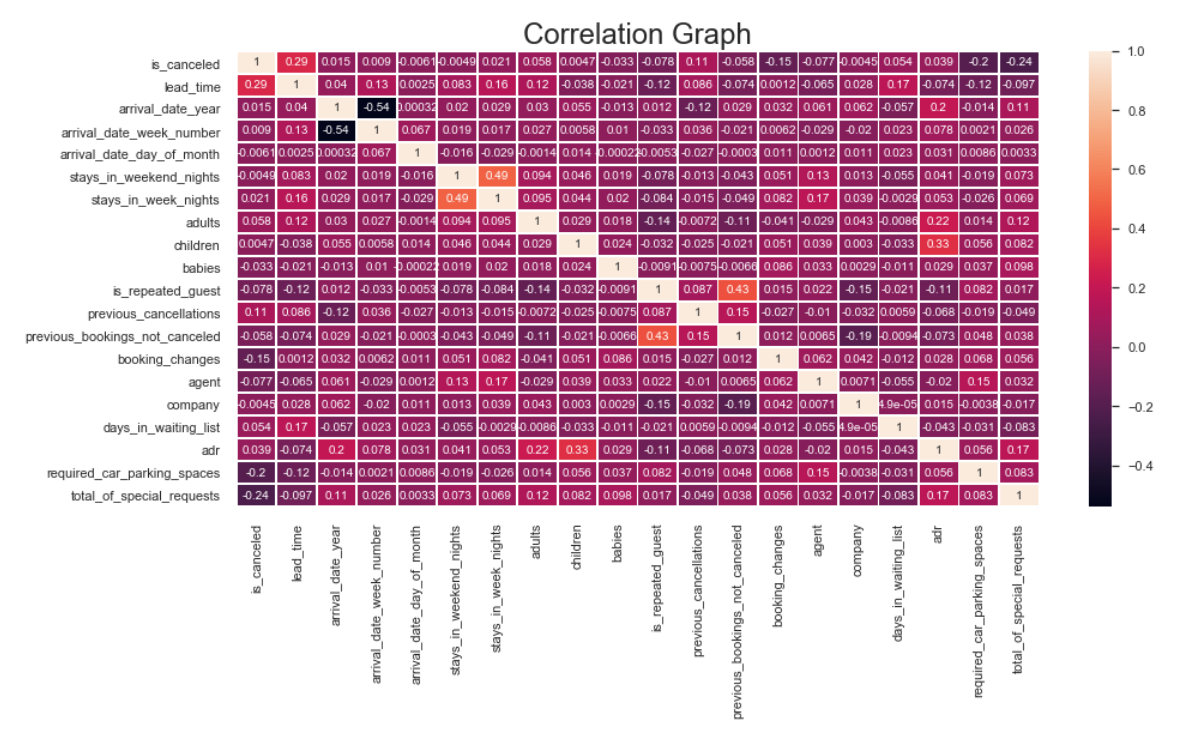 Correlation Graph
is_canceled 1 0.29 0.015 0.009 -0.0061 -0.0049 0.021 0.058 0.0047 -0.033 -0.078 0.11 -0.058 -0.15 -0.077 -0.0045 0.054 0.039 -0.2 -0.24
lead_time 0.29 1 0.04 0.13 0.0025 0.083 0.16 0.12 -0.038 -0.021 -0.12 0.086 -0.074 0.0012 -0.065 0.028 0.17 -0.074 -0.12 -0.097
arrival_date_year 0.015 0.04 1 -0.54 0.00032 0.02 0.029 0.03 0.055 -0.013 0.012 -0.12 0.029 0.032 0.061 0.062 -0.057 0.2 -0.014 0.11
arrival_date_week_number 0.009 0.13 -0.54 1 0.067 0.019 0.017 0.027 0.0058 0.01 -0.033 0.036 -0.021 0.0062 -0.029 -0.02 0.023 0.078 0.0021 0.026
arrival_date_day_of_month -0.0061 0.0025 0.00032 0.067 1 -0.016 -0.029 -0.0014 0.014 -0.00022 -0.0053 -0.027 -0.0003 0.011 0.0012 0.011 0.023 0.031 0.0086 0.0033
stays_in_weekend_nights -0.0049 0.083 0.02 0.019 -0.016 1 0.49 0.094 0.046 0.019 -0.078 -0.013 -0.043 0.051 0.13 0.013 -0.055 0.041 -0.019 0.073
stays_in_week_nights 0.021 0.16 0.029 0.017 -0.029 0.49 1 0.095 0.044 0.02 -0.084 -0.015 -0.049 0.082 0.17 0.039 -0.0029 0.053 -0.026 0.069
adults 0.058 0.12 0.03 0.027 -0.0014 0.094 0.095 1 0.029 0.018 -0.14 -0.0072 -0.11 -0.041 -0.029 0.043 -0.0086 0.22 0.014 0.12
children 0.0047 -0.038 0.055 0.0058 0.014 0.046 0.044 0.029 1 0.024 -0.032 -0.025 -0.021 0.051 0.039 0.003 -0.033 0.33 0.056 0.082
babies -0.033 -0.021 -0.013 0.01 -0.00022 0.019 0.02 0.018 0.024 1 -0.0091 -0.0075 -0.0066 0.086 0.033 0.0029 -0.011 0.029 0.037 0.098
is_repeated_guest -0.078 -0.12 0.012 -0.033 -0.0053 -0.078 -0.084 -0.14 -0.032 -0.0091 1 0.087 0.43 0.015 0.022 -0.15 -0.021 -0.11 0.082 0.017
previous_cancellations 0.11 0.086 -0.12 0.036 -0.027 -0.013 -0.015 -0.0072 -0.025 -0.0075 0.087 1 0.15 -0.027 -0.01 -0.032 0.0059 -0.068 -0.019 -0.049
previous_bookings_not_canceled -0.058 -0.074 0.029 -0.021 -0.0003 -0.043 -0.049 -0.11 -0.021 -0.0066 0.43 0.15 1 0.012 0.0065 -0.19 -0.0094 -0.073 0.048 0.038
booking_changes -0.15 0.0012 0.032 0.0062 0.011 0.051 0.082 -0.041 0.051 0.086 0.015 -0.027 0.012 1 0.062 0.042 -0.012 0.028 0.068 0.056
agent -0.077 -0.065 0.061 -0.029 0.0012 0.13 0.17 -0.029 0.039 0.033 0.022 -0.01 0.0065 0.062 1 0.0071 -0.055 -0.02 0.15 0.032
company -0.0045 0.028 0.062 -0.02 0.011 0.013 0.039 0.043 0.003 0.0029 -0.15 -0.032 -0.19 0.042 0.0071 1 4.9e-05 0.015 -0.0038 -0.017
days_in_waiting_list 0.054 0.17 -0.057 0.023 0.023 -0.055 -0.0029 -0.0086 -0.033 -0.011 -0.021 0.0059 -0.0094 -0.012 -0.055 4.9e-05 1 -0.043 -0.031 -0.083
adr 0.039 -0.074 0.2 0.078 0.031 0.041 0.053 0.22 0.33 0.029 -0.11 -0.068 -0.073 0.028 -0.02 0.015 -0.043 1 0.056 0.17
required_car_parking_spaces -0.2 -0.12 -0.014 0.0021 0.0086 -0.019 -0.026 0.014 0.056 0.037 0.082 -0.019 0.048 0.068 0.15 -0.0038 -0.031 0.056 1 0.083
total_of_special_requests -0.24 -0.097 0.11 0.026 0.0033 0.073 0.069 0.12 0.082 0.098 0.017 -0.049 0.038 0.056 0.032 -0.017 -0.083 0.17 0.083 1
is_canceled
lead_time
arrival_date_year
arrival_date_week_number
arrival_date_day_of_month
stays_in_weekend_nights
stays_in_week_nights
adults
children
babies
is_repeated_guest
previous_cancellations
previous_bookings_not_canceled
booking_changes
agent
company
days_in_waiting_list
adr
required_car_parking_spaces
total_of_special_requests
1.0
0.8
0.6
0.4
0.2
0.0
−0.2
−0.4